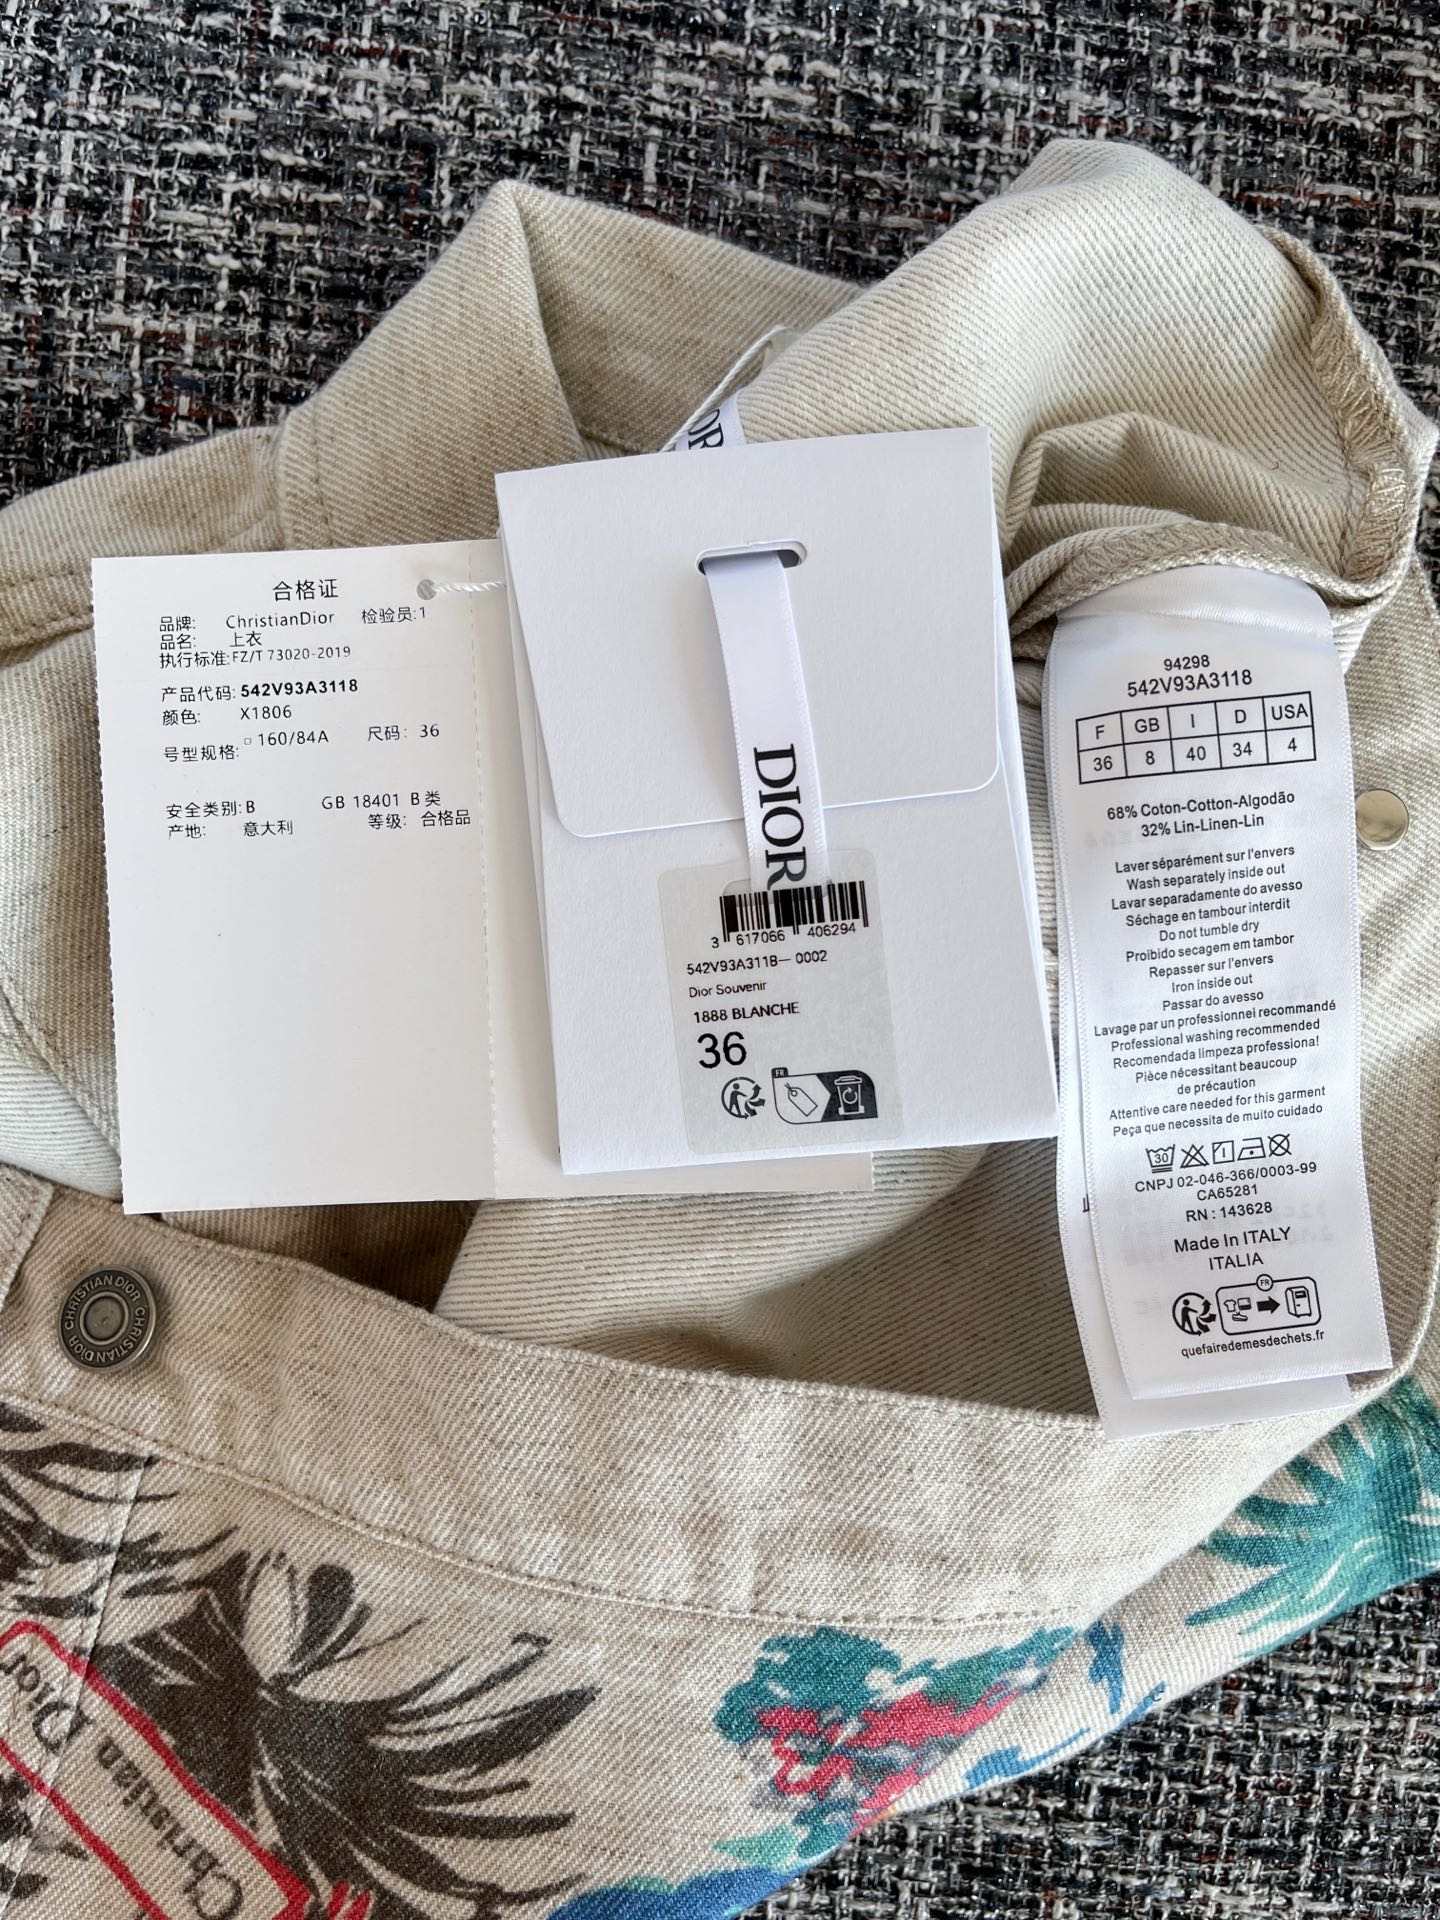 合格证
品牌: ChristianDior 检验员:1
品名: 上衣
执行标准:FZ/T 73020-2019
产品代码: 542V93A3118
颜色: X1806
号型规格: 160/84A 尺码: 36
安全类别:B GB 18401 B类
产地: 意大利 等级: 合格品
DIOR
3 617066 406294
542V93A311B— 0002
Dior Souvenir
1888 BLANCHE
36
FR
94298
542V93A3118
F GB I D USA
36 8 40 34 4
68% Coton-Cotton-Algodão
32% Lin-Linen-Lin
Laver séparément sur l'envers
Wash separately inside out
Lavar separadamente do avesso
Séchage en tambour interdit
Do not tumble dry
Proibido secagem em tambor
Repasser sur l'envers
Iron inside out
Passar do avesso
Lavage par un professionnel recommandé
Professional washing recommended
Recomendada limpeza professiona!
Pièce nécessitant beaucoup
de précaution
Attentive care needed for this garment
Peça que necessita de muito cuidado
30
CNPJ 02-046-366/0003-99
CA65281
RN : 143628
Made In ITALY
ITALIA
FR
quefairedemesdechets.fr
CHRISTIAN DIOR CHRISTIAN DIOR
Christian Dior
Dior